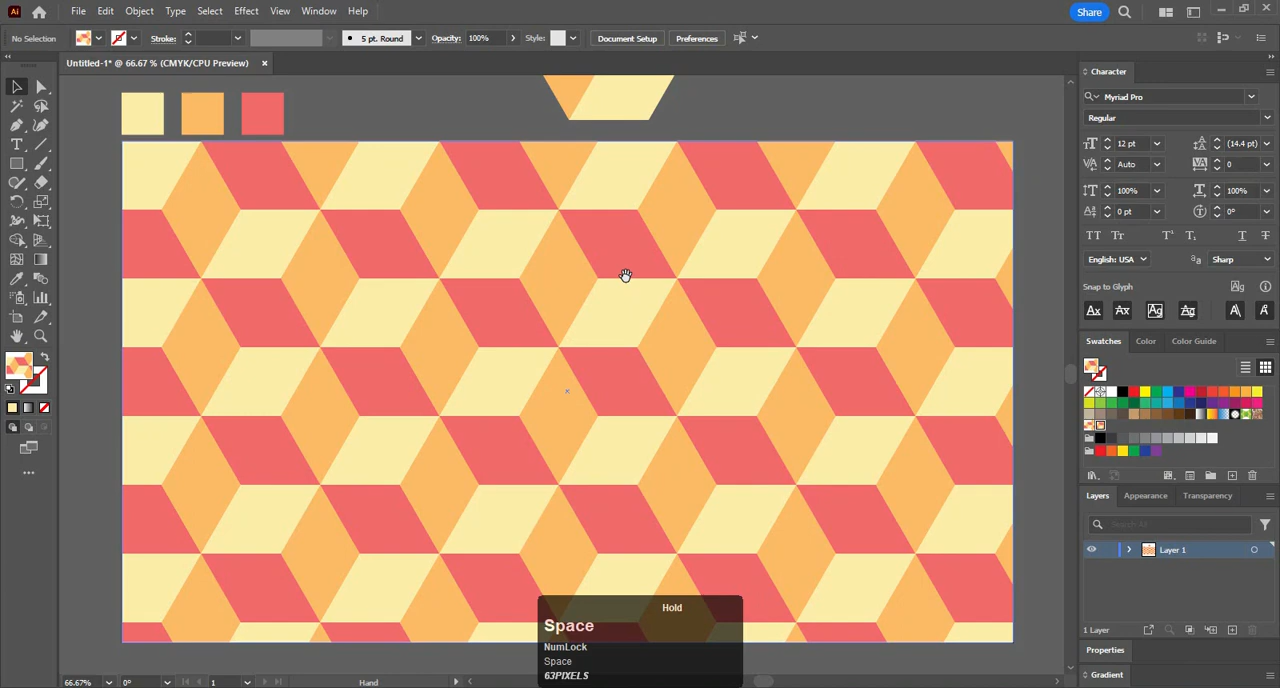 Ai File Edit Object Type Select Effect View Window Help Share
No Selection Stroke: 5 pt. Round Opacity: 100% Style: Document Setup Preferences
Untitled-1* @ 66.67 % (CMYK/CPU Preview)
Character
Myriad Pro
Regular
12 pt (14.4 pt)
Auto 0
100% 100%
0 pt 0°
English: USA Sharp
Snap to Glyph
Swatches Color Color Guide
Layers Appearance Transparency
Search All
Layer 1
1 Layer
Properties
Gradient
Hold
Space
NumLock
Space
63PIXELS
66.67% 0° 1 Hand